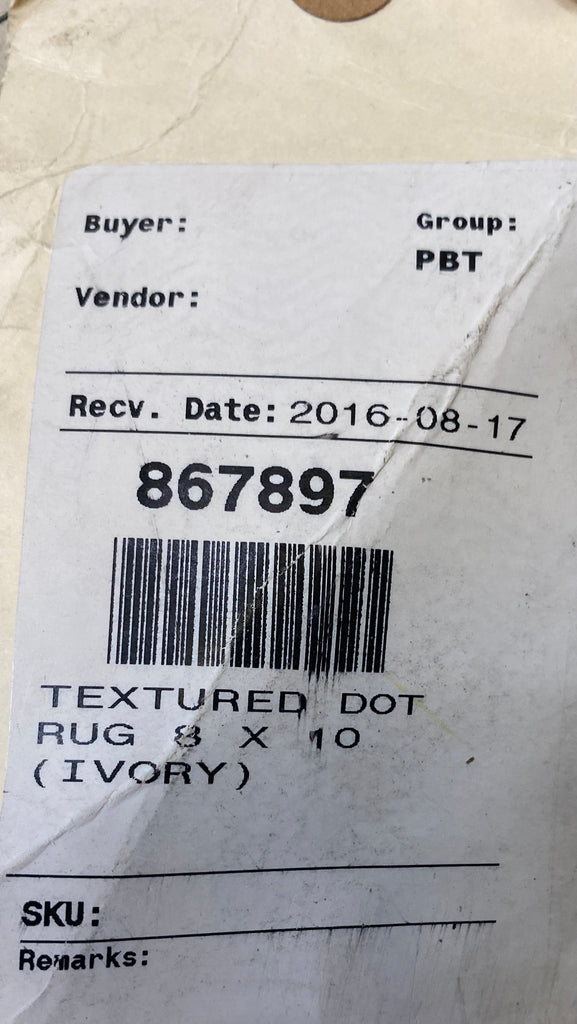 Buyer: Group:
PBT
Vendor:
Recv. Date: 2016-08-17
867897
TEXTURED DOT
RUG 8 X 10
(IVORY)
SKU:
Remarks: